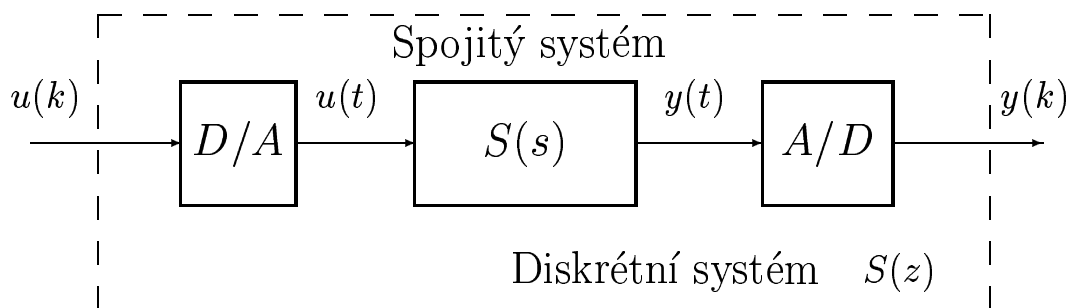 Spojitý systém
u(k) u(t) y(t) y(k)
D/A S(s) A/D
Diskrétní systém S(z)